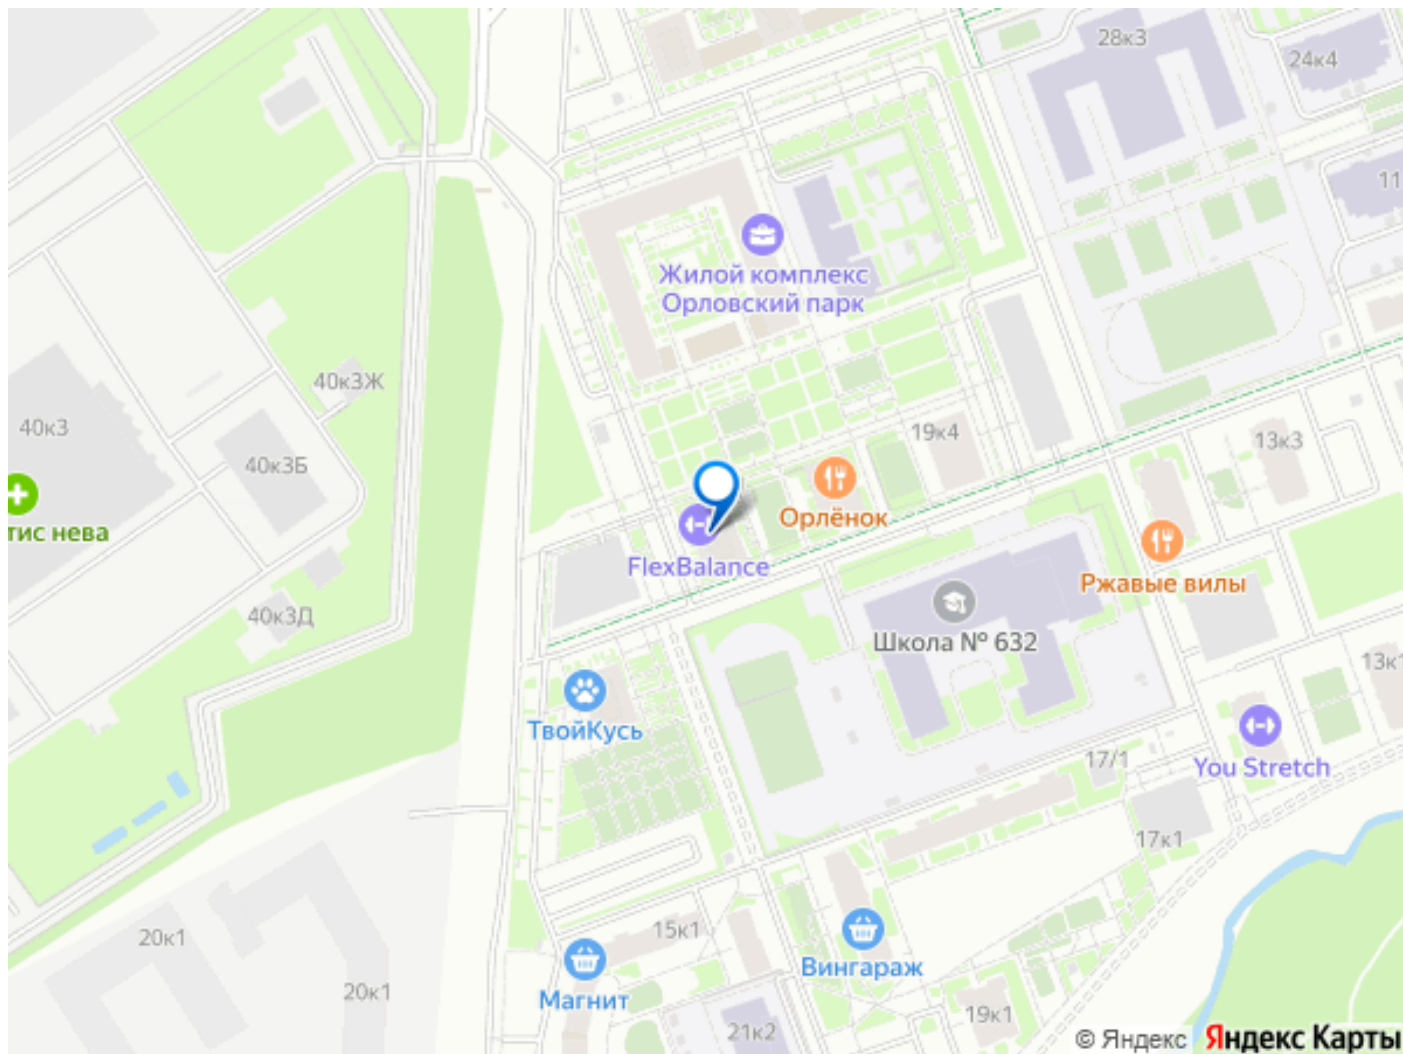 28к3
24к4
11
Жилой комплекс
Орловский парк
40к3Ж
40к3
19к4
13к3
40к3Б
тис нева
Орлёнок
FlexBalance
Ржавые вилы
40к3Д
Школа № 632
13к1
ТвойКусь
17/1
You Stretch
17к1
20к1
15к1
Вингараж
20к1
Магнит
19к1
21к2
© Яндекс Яндекс Карты